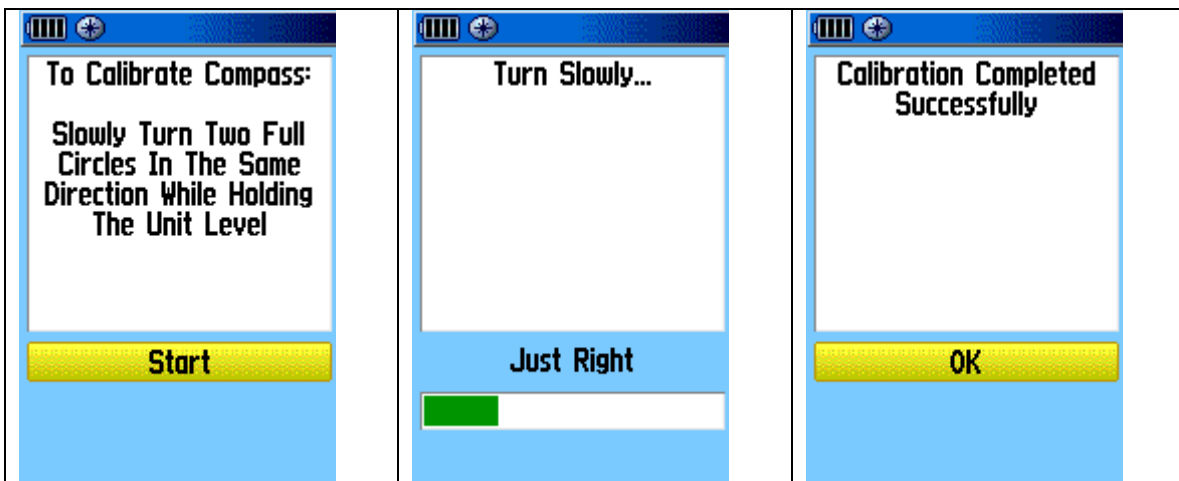 To Calibrate Compass:
Slowly Turn Two Full
Circles In The Same
Direction While Holding
The Unit Level
Start
Turn Slowly...
Just Right
Calibration Completed
Successfully
OK